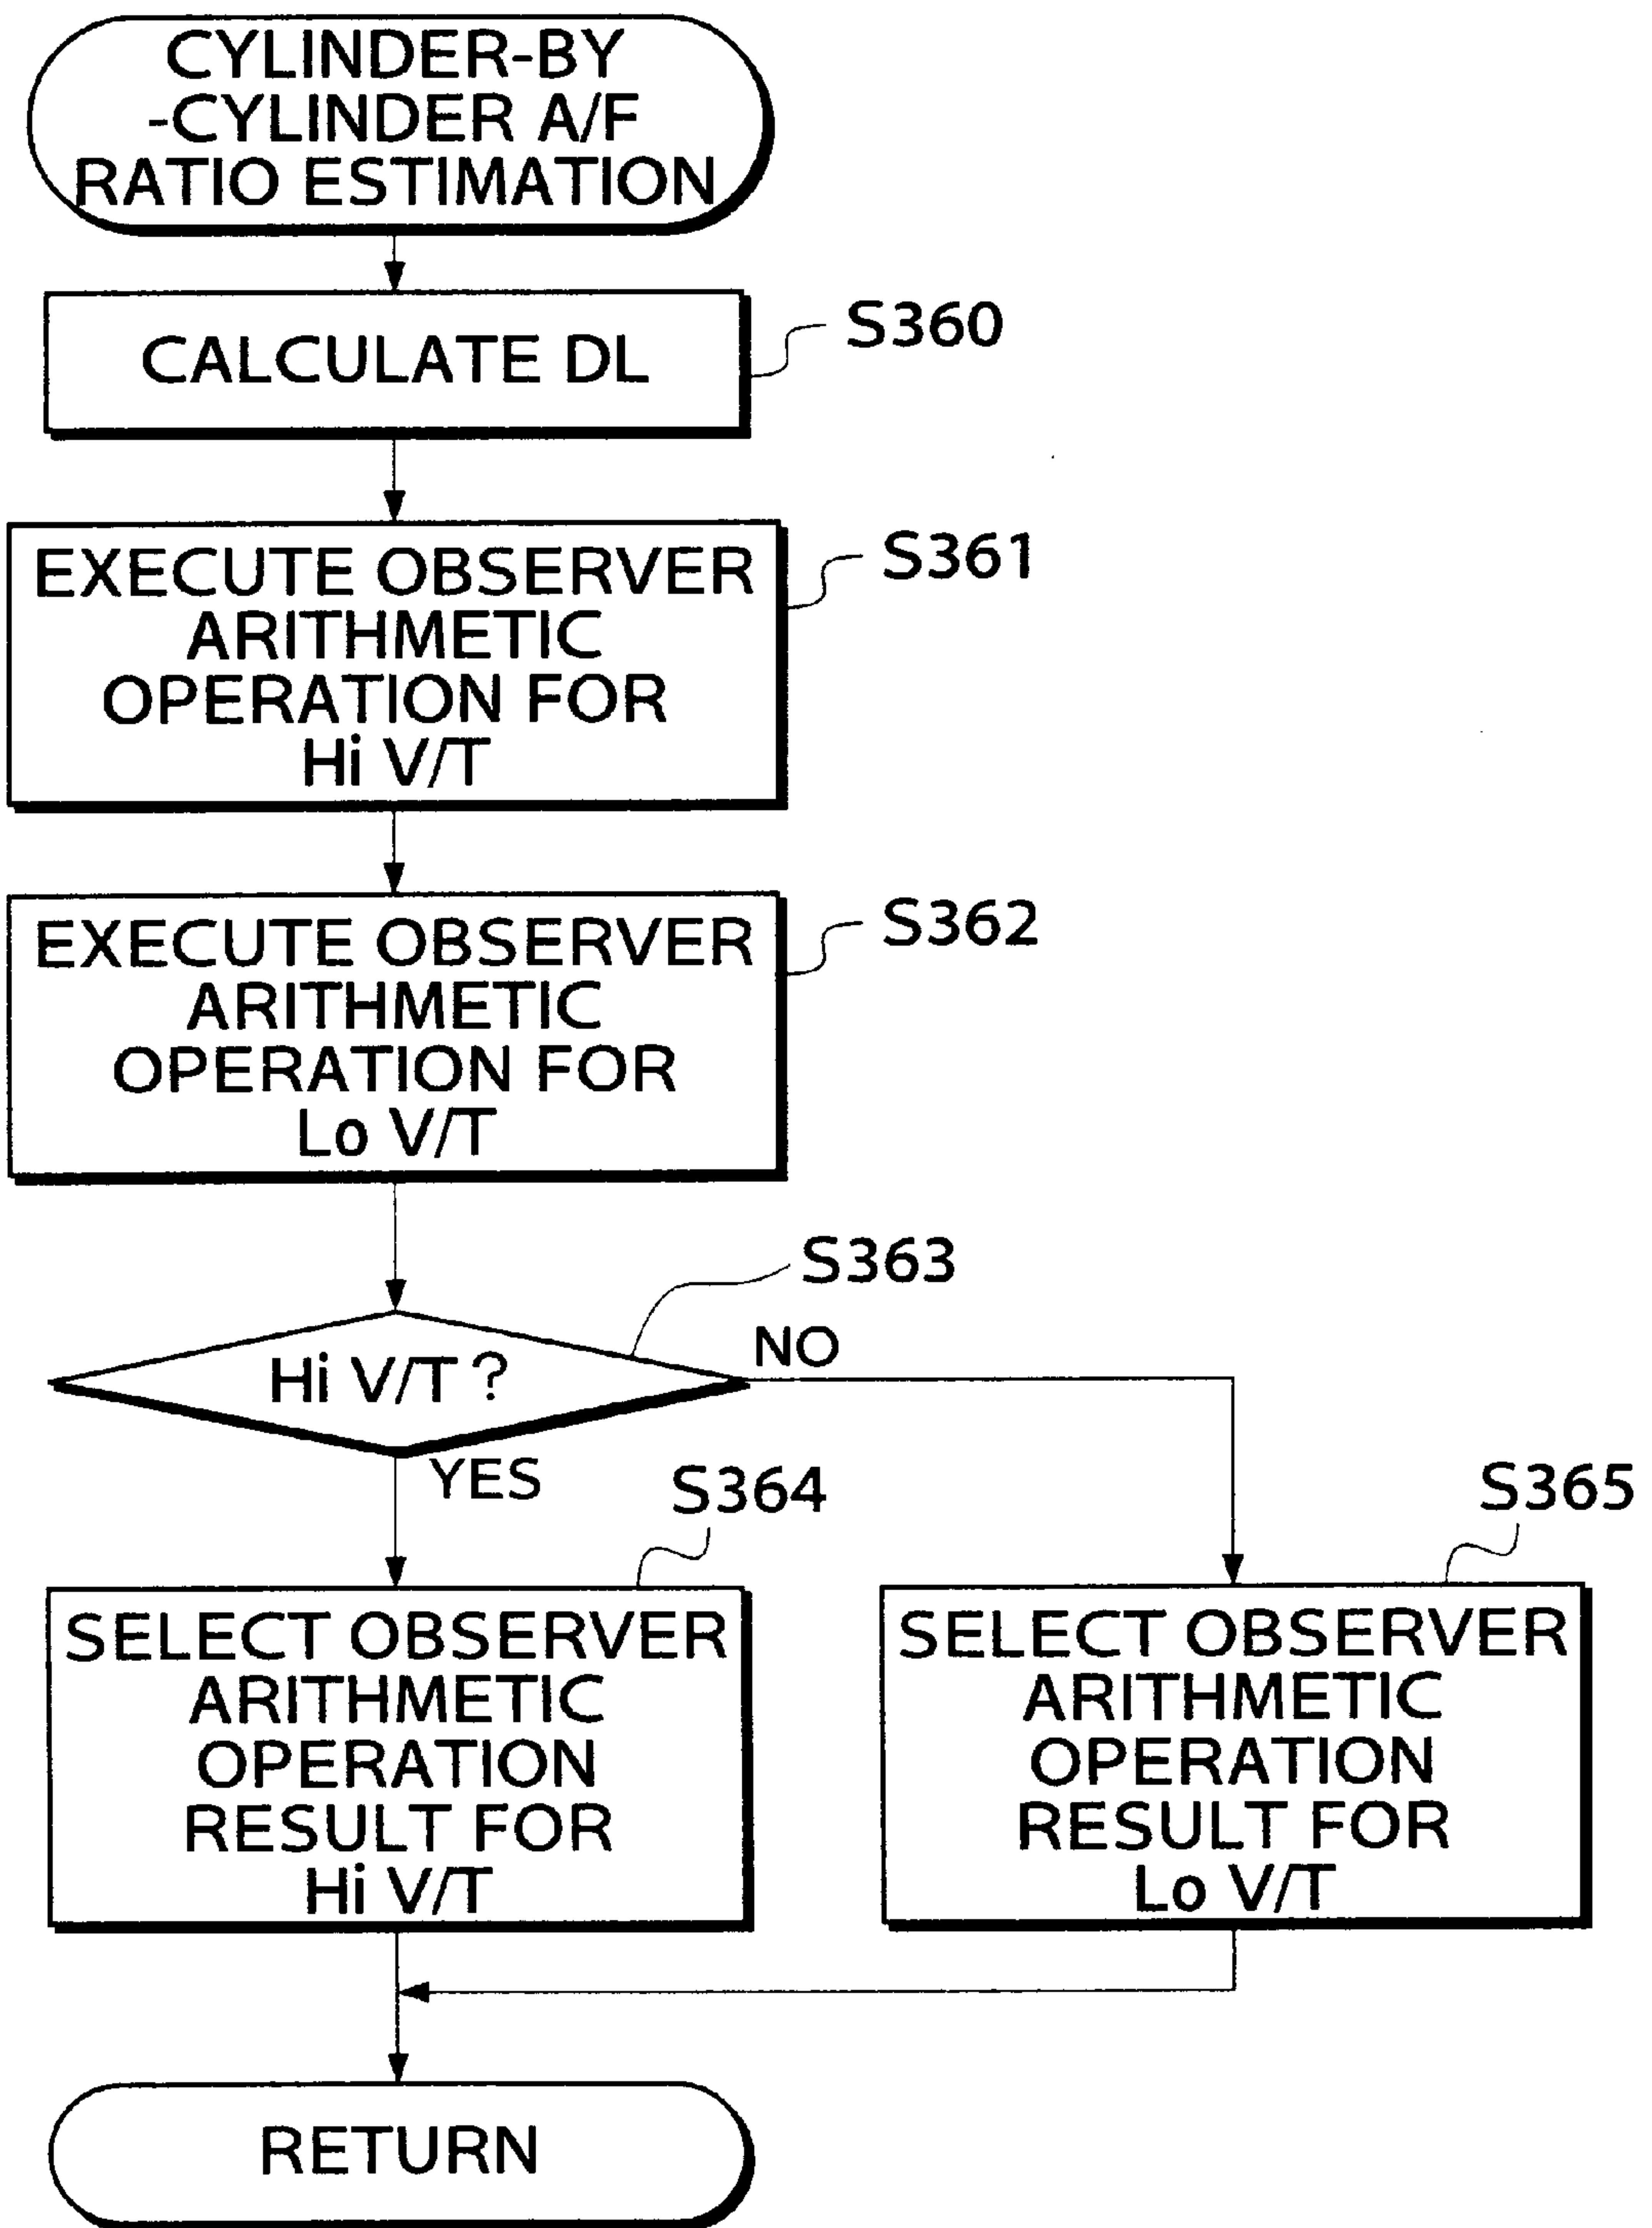 CYLINDER-BY
-CYLINDER A/F
RATIO ESTIMATION
CALCULATE DL
S360
EXECUTE OBSERVER
ARITHMETIC
OPERATION FOR
Hi V/T
S361
EXECUTE OBSERVER
ARITHMETIC
OPERATION FOR
Lo V/T
S362
S363
Hi V/T ?
NO
YES
S364
SELECT OBSERVER
ARITHMETIC
OPERATION
RESULT FOR
Hi V/T
S365
SELECT OBSERVER
ARITHMETIC
OPERATION
RESULT FOR
Lo V/T
RETURN